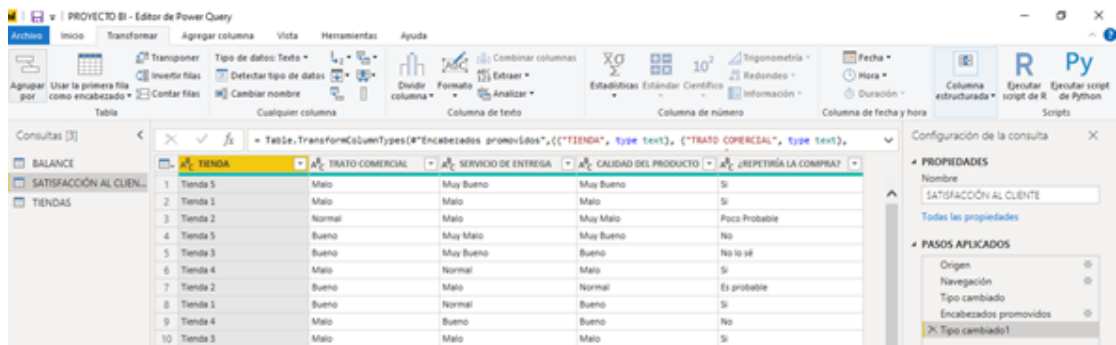 PROYECTO BI - Editor de Power Query
Archivo Inicio Transformar Agregar columna Vista Herramientas Ayuda
Agrupar por
Usar la primera fila como encabezado
Transponer
Invertir filas
Contar filas
Tabla
Tipo de datos: Texto
Detectar tipo de datos
Cambiar nombre
Cualquier columna
Dividir columna
Formato
Combinar columnas
Extraer
Analizar
Columna de texto
Estadísticas
Estándar
Científico
10²
Trigonometría
Redondeo
Información
Columna de número
Fecha
Hora
Duración
Columna de fecha y hora
Columna estructurada
R
Ejecutar script de R
Py
Ejecutar script de Python
Scripts
Consultas [3]
BALANCE
SATISFACCIÓN AL CLIEN...
TIENDAS
fx = Table.TransformColumnTypes(#"Encabezados promovidos",{{"TIENDA", type text}, {"TRATO COMERCIAL", type text},
TIENDA TRATO COMERCIAL SERVICIO DE ENTREGA CALIDAD DEL PRODUCTO ¿REPETIRÍA LA COMPRA?
1 Tienda 5 Malo Muy Bueno Muy Bueno Si
2 Tienda 1 Malo Malo Malo Si
3 Tienda 2 Normal Malo Muy Malo Poco Probable
4 Tienda 5 Bueno Muy Malo Muy Bueno No
5 Tienda 3 Bueno Muy Bueno Bueno No lo sé
6 Tienda 4 Malo Normal Malo Si
7 Tienda 2 Bueno Malo Normal Es probable
8 Tienda 1 Bueno Normal Bueno Si
9 Tienda 4 Malo Bueno Bueno No
10 Tienda 3 Malo Malo Malo Si
Configuración de la consulta
PROPIEDADES
Nombre
SATISFACCIÓN AL CLIENTE
Todas las propiedades
PASOS APLICADOS
Origen
Navegación
Tipo cambiado
Encabezados promovidos
Tipo cambiado1